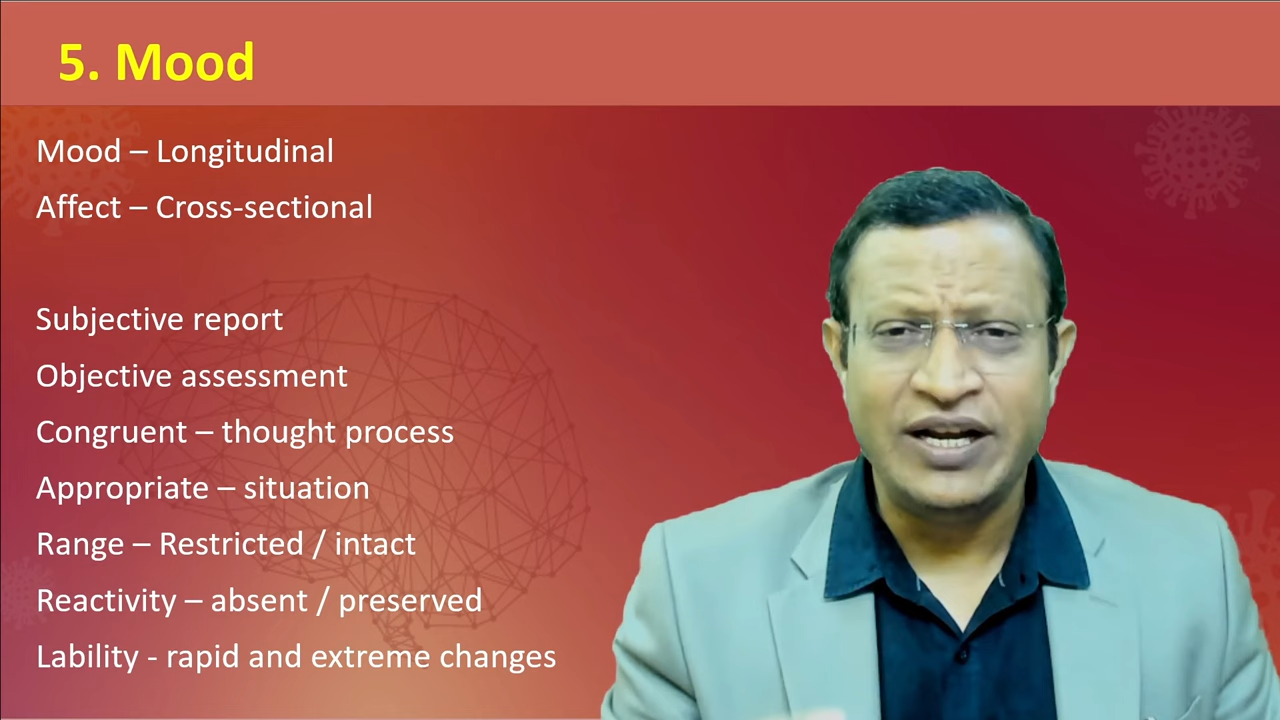 5. Mood
Mood – Longitudinal
Affect – Cross-sectional
Subjective report
Objective assessment
Congruent – thought process
Appropriate – situation
Range – Restricted / intact
Reactivity – absent / preserved
Lability - rapid and extreme changes